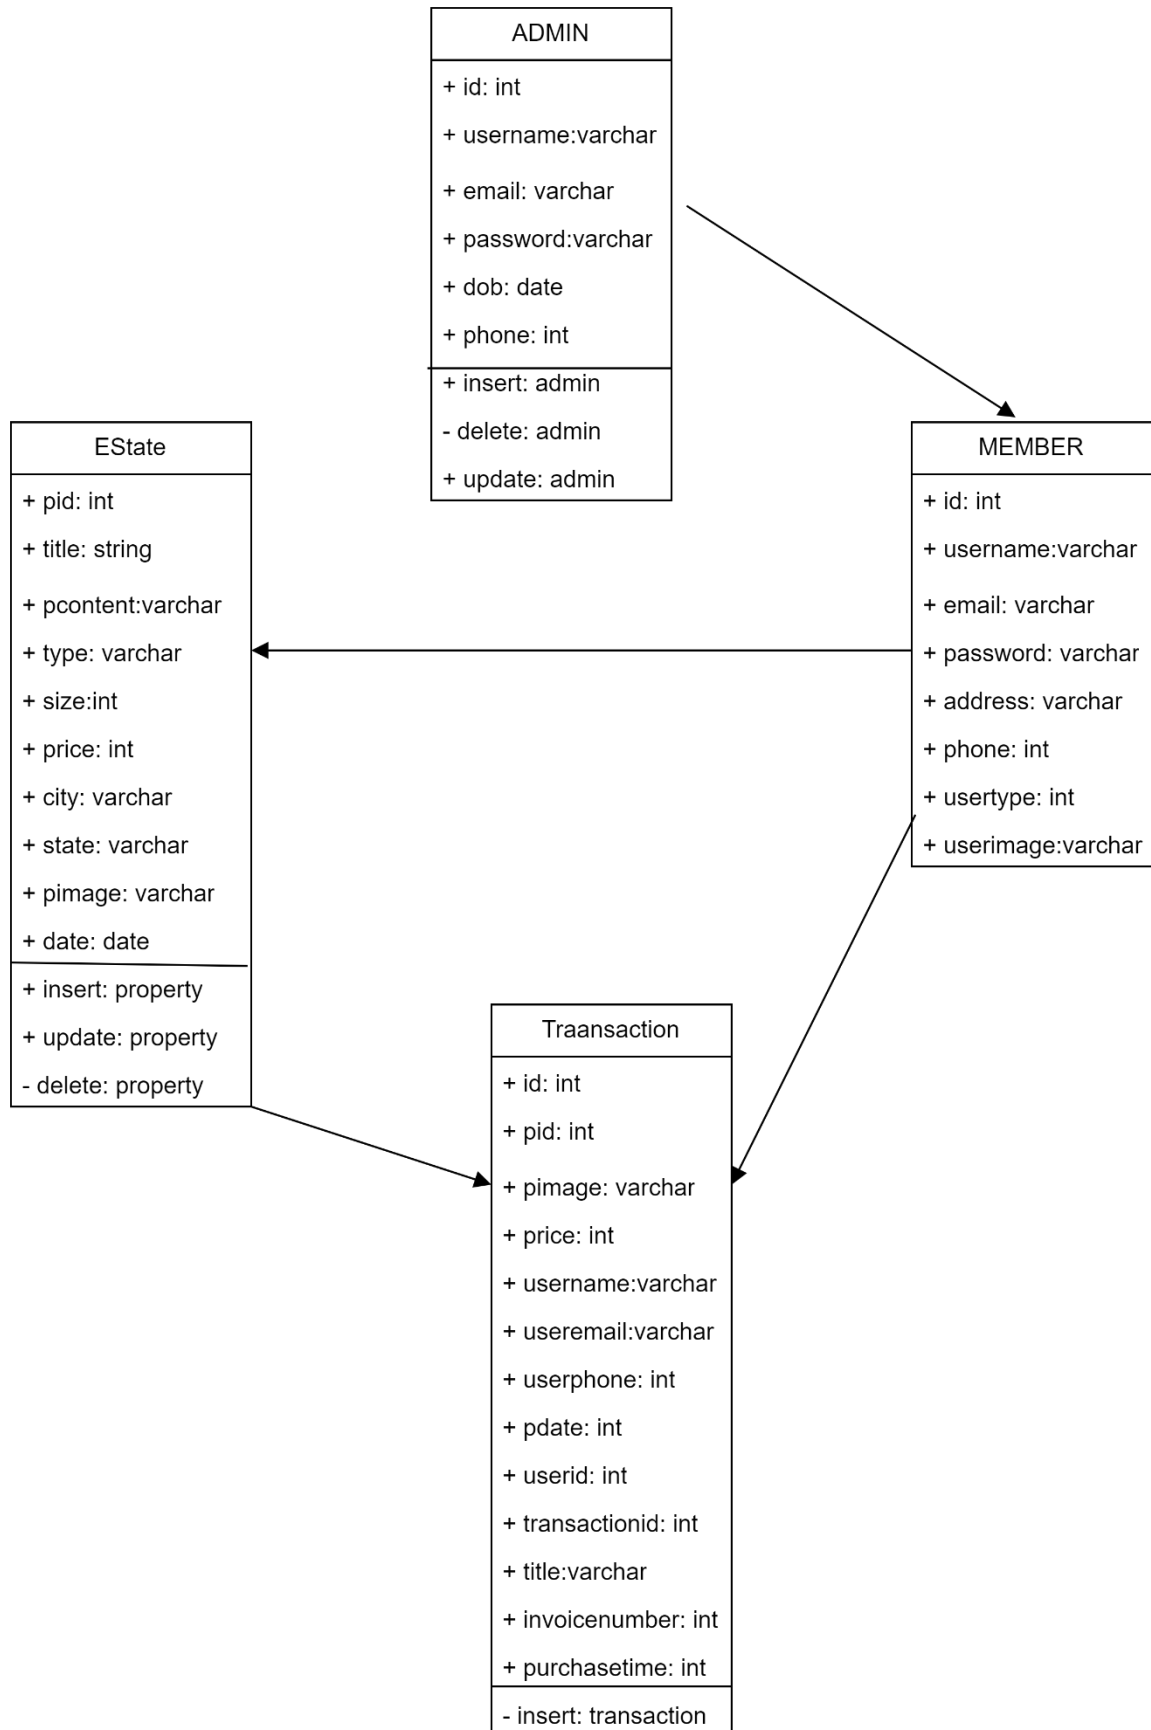 ADMIN
+ id: int
+ username:varchar
+ email: varchar
+ password:varchar
+ dob: date
+ phone: int
+ insert: admin
- delete: admin
+ update: admin
EState
+ pid: int
+ title: string
+ pcontent:varchar
+ type: varchar
+ size:int
+ price: int
+ city: varchar
+ state: varchar
+ pimage: varchar
+ date: date
+ insert: property
+ update: property
- delete: property
MEMBER
+ id: int
+ username:varchar
+ email: varchar
+ password: varchar
+ address: varchar
+ phone: int
+ usertype: int
+ userimage:varchar
Traansaction
+ id: int
+ pid: int
+ pimage: varchar
+ price: int
+ username:varchar
+ useremail:varchar
+ userphone: int
+ pdate: int
+ userid: int
+ transactionid: int
+ title:varchar
+ invoicenumber: int
+ purchasetime: int
- insert: transaction